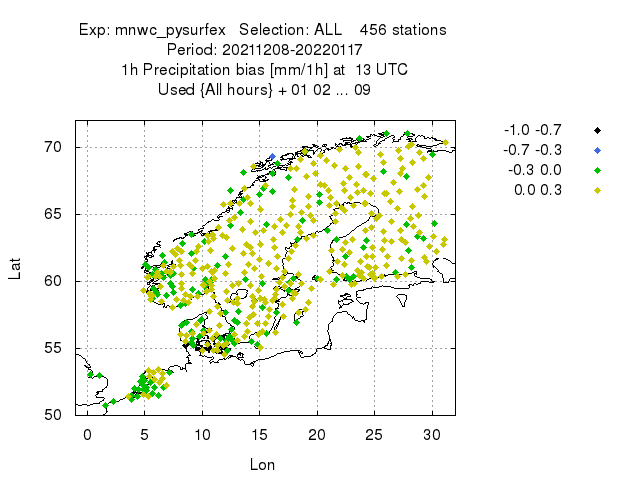 Exp: mnwc_pysurfex   Selection: ALL    456 stations
Period: 20211208-20220117
1h Precipitation bias [mm/1h] at  13 UTC
Used {All hours} + 01 02 ... 09
-1.0 -0.7
-0.7 -0.3
-0.3 0.0
0.0 0.3
70
65
60
55
50
Lat
0 5 10 15 20 25 30
Lon